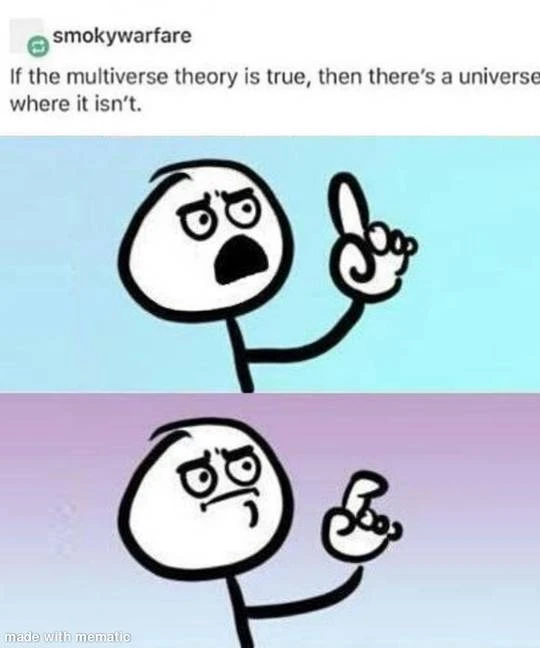 smokywarfare
If the multiverse theory is true, then there's a universe
where it isn't.
made with mematic